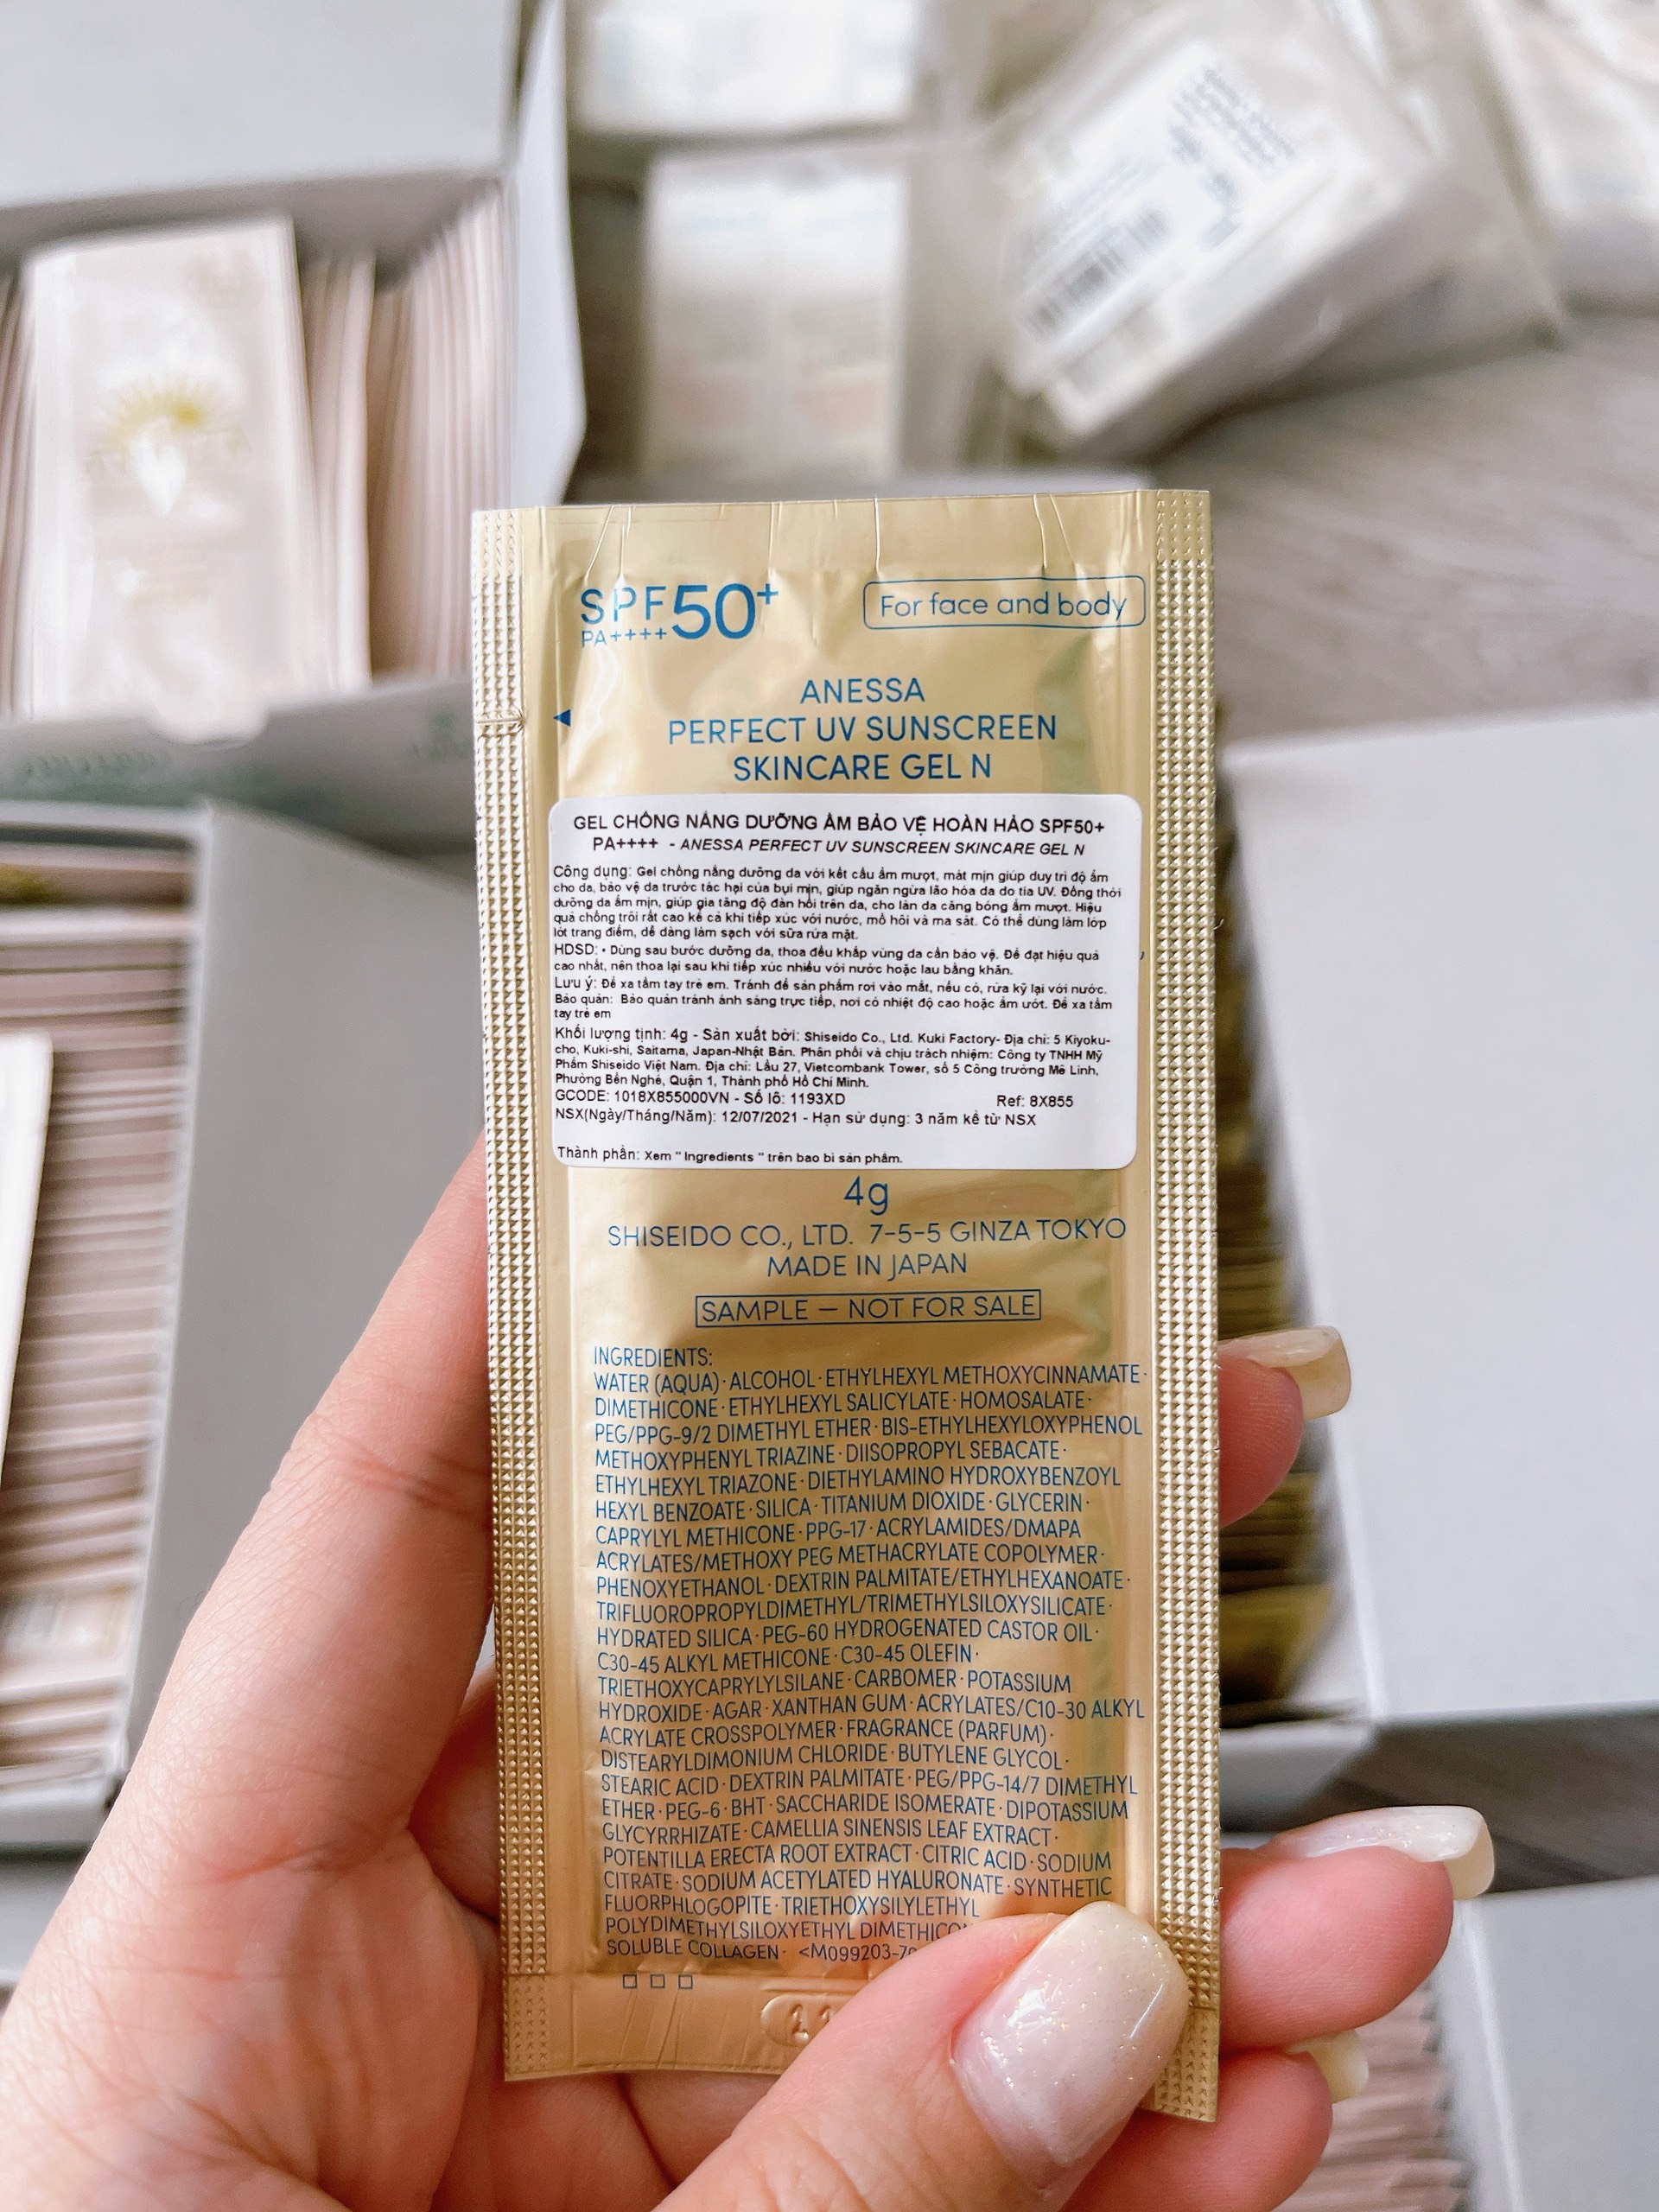 SPF50+
PA++++
For face and body
ANESSA
PERFECT UV SUNSCREEN
SKINCARE GEL N
GEL CHỐNG NẮNG DƯỠNG ẨM BẢO VỆ HOÀN HẢO SPF50+
PA++++ - ANESSA PERFECT UV SUNSCREEN SKINCARE GEL N
Công dụng: Gel chống nắng dưỡng da với kết cấu ẩm mượt, mát mịn giúp duy trì độ ẩm
cho da, bảo vệ da trước tác hại của bụi mịn, giúp ngăn ngừa lão hóa da do tia UV. Đồng thời
dưỡng da ẩm mịn, giúp gia tăng độ đàn hồi trên da, cho làn da căng bóng ẩm mượt. Hiệu
quả chống trôi rất cao kể cả khi tiếp xúc với nước, mồ hôi và ma sát. Có thể dùng làm lớp
lót trang điểm, dễ dàng làm sạch với sữa rửa mặt.
HDSD: • Dùng sau bước dưỡng da, thoa đều khắp vùng da cần bảo vệ. Để đạt hiệu quả
cao nhất, nên thoa lại sau khi tiếp xúc nhiều với nước hoặc lau bằng khăn.
Lưu ý: Để xa tầm tay trẻ em. Tránh để sản phẩm rơi vào mắt, nếu có, rửa kỹ lại với nước.
Bảo quản: Bảo quản tránh ánh sáng trực tiếp, nơi có nhiệt độ cao hoặc ẩm ướt. Để xa tầm
tay trẻ em
Khối lượng tịnh: 4g - Sản xuất bởi: Shiseido Co., Ltd. Kuki Factory- Địa chỉ: 5 Kiyoku-
cho, Kuki-shi, Saitama, Japan-Nhật Bản. Phân phối và chịu trách nhiệm: Công ty TNHH Mỹ
Phẩm Shiseido Việt Nam. Địa chỉ: Lầu 27, Vietcombank Tower, số 5 Công trường Mê Linh,
Phường Bến Nghé, Quận 1, Thành phố Hồ Chí Minh.
GCODE: 1018X855000VN - Số lô: 1193XD Ref: 8X855
NSX(Ngày/Tháng/Năm): 12/07/2021 - Hạn sử dụng: 3 năm kể từ NSX
Thành phần: Xem " Ingredients " trên bao bì sản phẩm.
4g
SHISEIDO CO., LTD. 7-5-5 GINZA TOKYO
MADE IN JAPAN
SAMPLE — NOT FOR SALE
INGREDIENTS:
WATER (AQUA)·ALCOHOL·ETHYLHEXYL METHOXYCINNAMATE·
DIMETHICONE·ETHYLHEXYL SALICYLATE·HOMOSALATE·
PEG/PPG-9/2 DIMETHYL ETHER·BIS-ETHYLHEXYLOXYPHENOL
METHOXYPHENYL TRIAZINE·DIISOPROPYL SEBACATE·
ETHYLHEXYL TRIAZONE·DIETHYLAMINO HYDROXYBENZOYL
HEXYL BENZOATE·SILICA·TITANIUM DIOXIDE·GLYCERIN·
CAPRYLYL METHICONE·PPG-17·ACRYLAMIDES/DMAPA
ACRYLATES/METHOXY PEG METHACRYLATE COPOLYMER·
PHENOXYETHANOL·DEXTRIN PALMITATE/ETHYLHEXANOATE·
TRIFLUOROPROPYLDIMETHYL/TRIMETHYLSILOXYSILICATE·
HYDRATED SILICA·PEG-60 HYDROGENATED CASTOR OIL·
C30-45 ALKYL METHICONE·C30-45 OLEFIN·
TRIETHOXYCAPRYLYLSILANE·CARBOMER·POTASSIUM
HYDROXIDE·AGAR·XANTHAN GUM·ACRYLATES/C10-30 ALKYL
ACRYLATE CROSSPOLYMER·FRAGRANCE (PARFUM)·
DISTEARYLDIMONIUM CHLORIDE·BUTYLENE GLYCOL·
STEARIC ACID·DEXTRIN PALMITATE·PEG/PPG-14/7 DIMETHYL
ETHER·PEG-6·BHT·SACCHARIDE ISOMERATE·DIPOTASSIUM
GLYCYRRHIZATE·CAMELLIA SINENSIS LEAF EXTRACT·
POTENTILLA ERECTA ROOT EXTRACT·CITRIC ACID·SODIUM
CITRATE·SODIUM ACETYLATED HYALURONATE·SYNTHETIC
FLUORPHLOGOPITE·TRIETHOXYSILYLETHYL
POLYDIMETHYLSILOXYETHYL
SOLUBLE COLLAGEN·